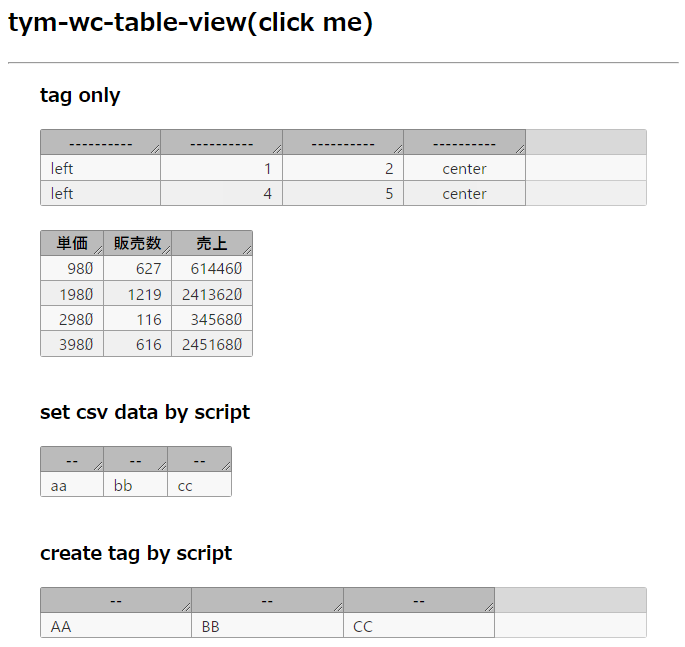 tym-wc-table-view(click me)
tag only
---------- ---------- ---------- ----------
left 1 2 center
left 4 5 center
単価 販売数 売上
980 627 614460
1980 1219 2413620
2980 116 345680
3980 616 2451680
set csv data by script
-- -- --
aa bb cc
create tag by script
-- -- --
AA BB CC